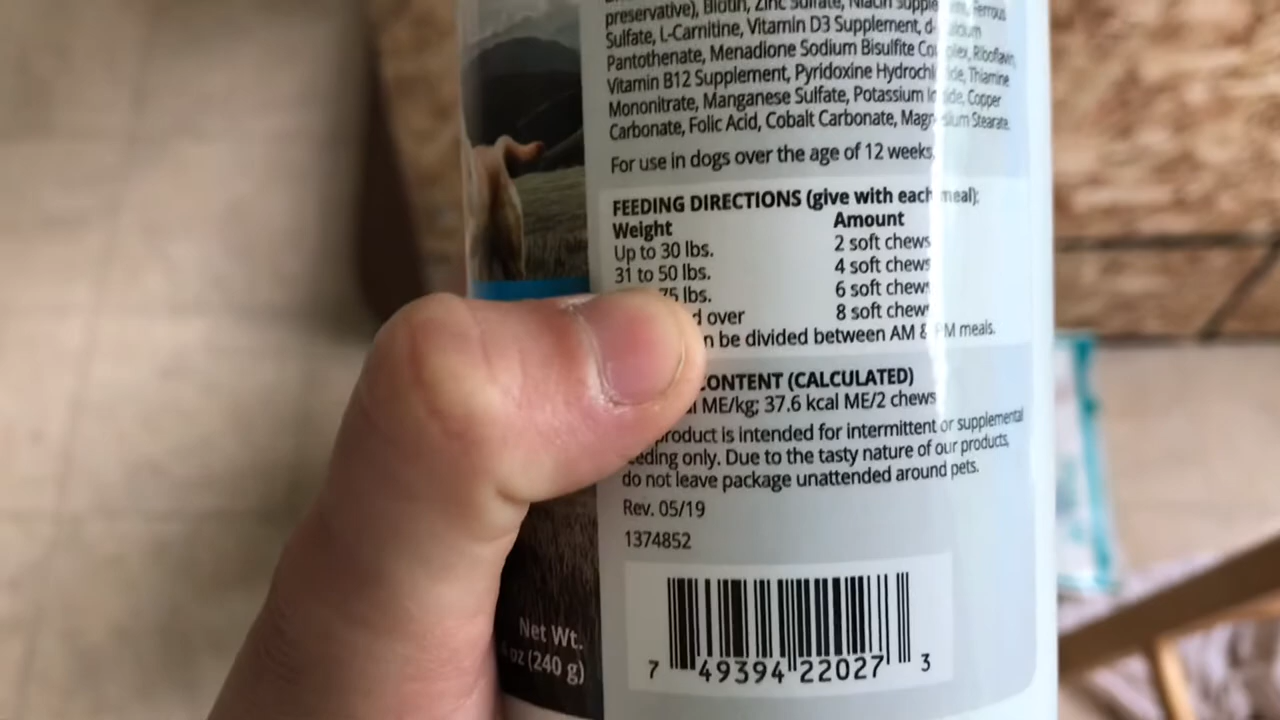 preservative), Biotin, Zinc Sulfate, Niacin Ferrous
Sulfate, L-Carnitine, Vitamin D3 Supplement,
Pantothenate, Menadione Sodium Bisulfite Riboflavin,
Vitamin B12 Supplement, Pyridoxine Thiamine
Mononitrate, Manganese Sulfate, Potassium Copper
Carbonate, Folic Acid, Cobalt Carbonate, Stearate.
For use in dogs over the age of 12 weeks.
FEEDING DIRECTIONS (give with each meal):
Weight Amount
Up to 30 lbs. 2 soft chews
31 to 50 lbs. 4 soft chews
75 lbs. 6 soft chews
over 8 soft chews
be divided between AM & PM meals.
CONTENT (CALCULATED)
ME/kg; 37.6 kcal ME/2 chews
product is intended for intermittent or supplemental
only. Due to the tasty nature of our products,
do not leave package unattended around pets.
Rev. 05/19
1374852
Net Wt.
oz (240 g)
7 49394 22027 3